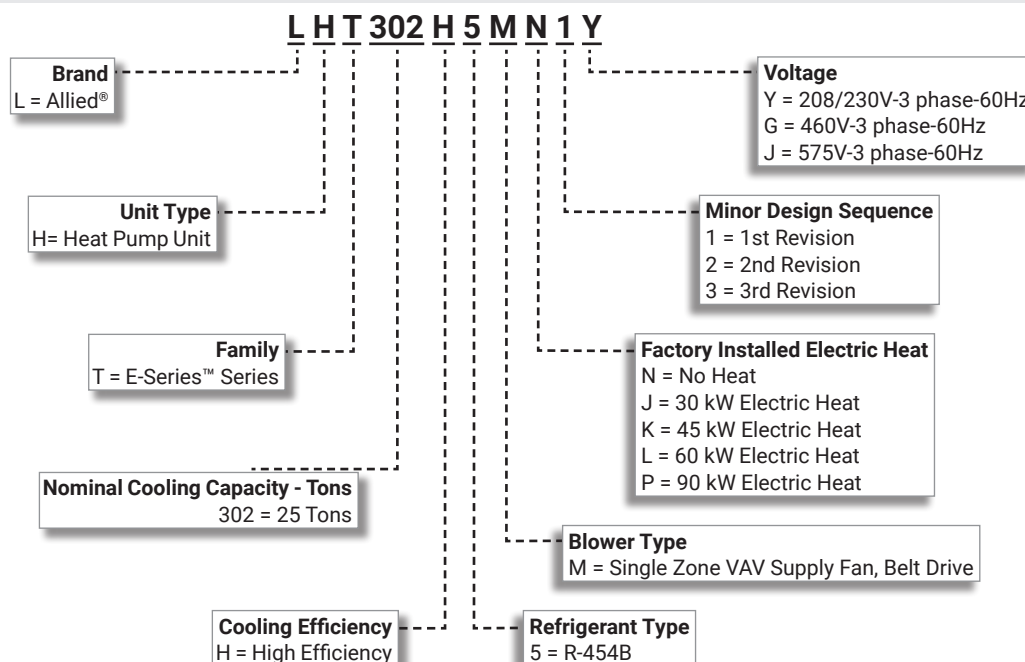 L H T 302 H 5 M N 1 Y
Brand
L = Allied®
Voltage
Y = 208/230V-3 phase-60Hz
G = 460V-3 phase-60Hz
J = 575V-3 phase-60Hz
Unit Type
H= Heat Pump Unit
Minor Design Sequence
1 = 1st Revision
2 = 2nd Revision
3 = 3rd Revision
Family
T = E-Series™ Series
Factory Installed Electric Heat
N = No Heat
J = 30 kW Electric Heat
K = 45 kW Electric Heat
L = 60 kW Electric Heat
P = 90 kW Electric Heat
Nominal Cooling Capacity - Tons
302 = 25 Tons
Blower Type
M = Single Zone VAV Supply Fan, Belt Drive
Cooling Efficiency
H = High Efficiency
Refrigerant Type
5 = R-454B